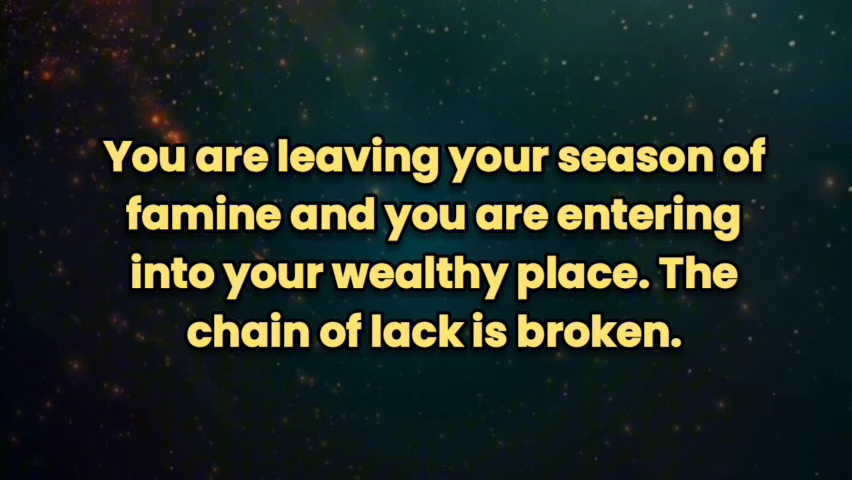 You are leaving your season of
famine and you are entering
into your wealthy place. The
chain of lack is broken.